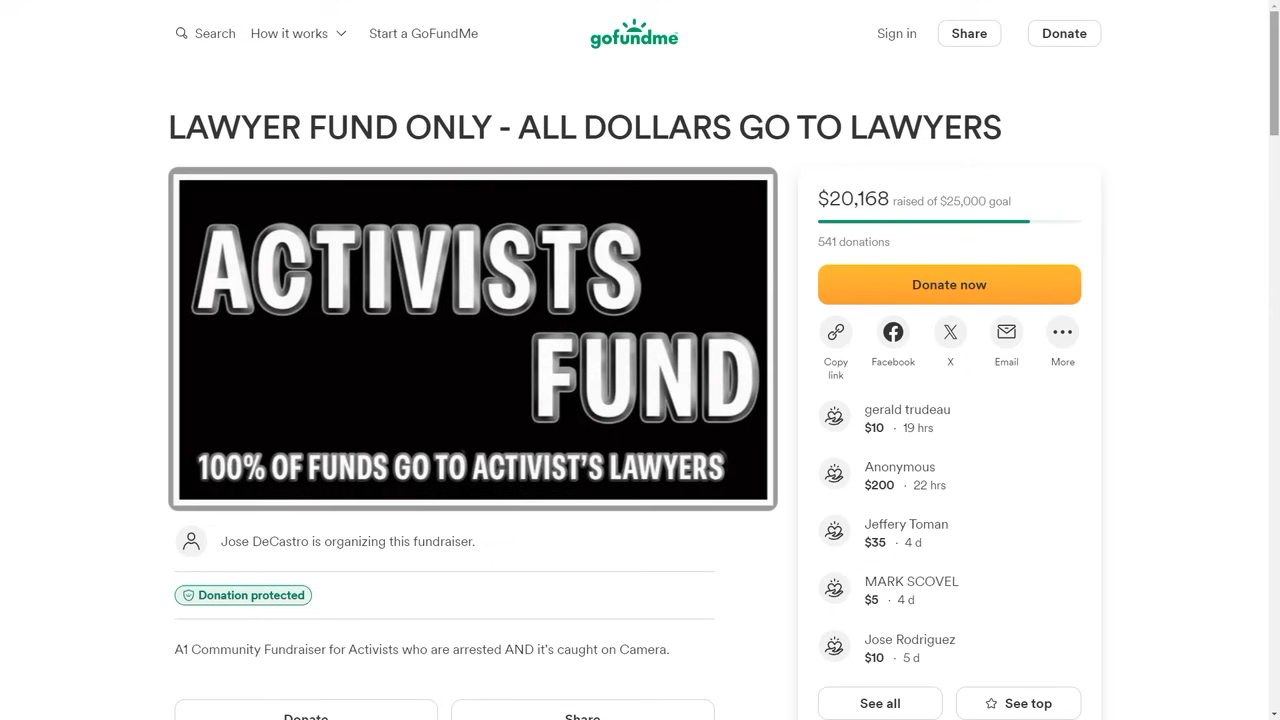 Search How it works Start a GoFundMe gofundme Sign in Share Donate
LAWYER FUND ONLY - ALL DOLLARS GO TO LAWYERS
ACTIVISTS
FUND
100% OF FUNDS GO TO ACTIVIST'S LAWYERS
Jose DeCastro is organizing this fundraiser.
Donation protected
A1 Community Fundraiser for Activists who are arrested AND it's caught on Camera.
Donate Share
$20,168 raised of $25,000 goal
541 donations
Donate now
Copy link Facebook X Email More
gerald trudeau
$10 · 19 hrs
Anonymous
$200 · 22 hrs
Jeffery Toman
$35 · 4 d
MARK SCOVEL
$5 · 4 d
Jose Rodriguez
$10 · 5 d
See all See top